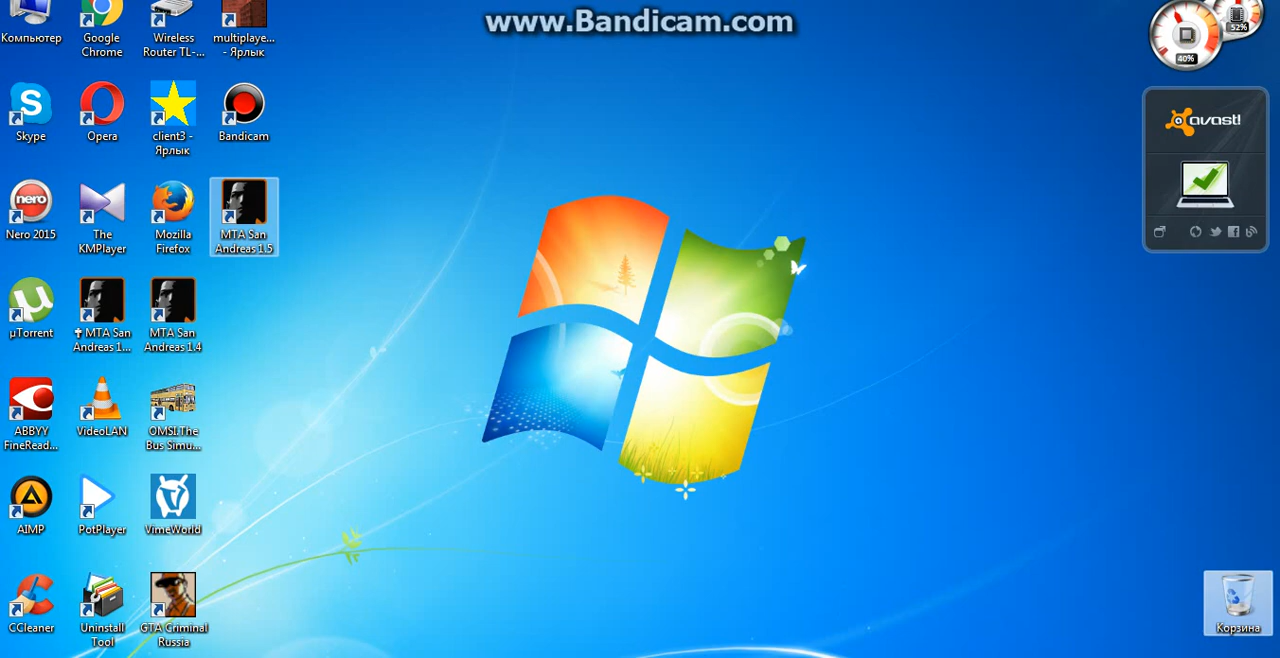 www.Bandicam.com
Компьютер
Google
Chrome
Wireless
Router TL-...
multiplaye...
- Ярлык
52%
40%
Skype
Opera
client3 -
Ярлык
Bandicam
avast!
nero
Nero 2015
The
KMPlayer
Mozilla
Firefox
MTA San
Andreas 1.5
µTorrent
✝ MTA San
Andreas 1...
MTA San
Andreas 1.4
ABBYY
FineRead...
VideoLAN
OMSI.The
Bus Simu...
AIMP
PotPlayer
VimeWorld
CCleaner
Uninstall
Tool
GTA Criminal
Russia
Корзина